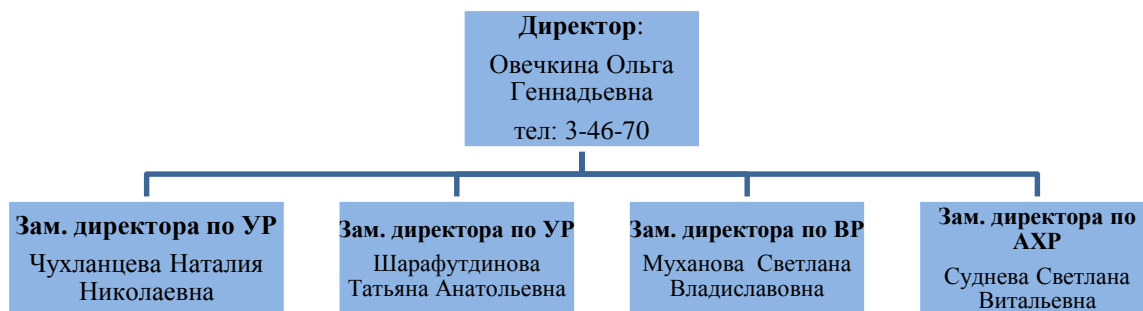 Директор:
Овечкина Ольга
Геннадьевна
тел: 3-46-70
Зам. директора по УР
Чухланцева Наталия
Николаевна
Зам. директора по УР
Шарафутдинова
Татьяна Анатольевна
Зам. директора по ВР
Муханова Светлана
Владиславовна
Зам. директора по
АХР
Суднева Светлана
Витальевна